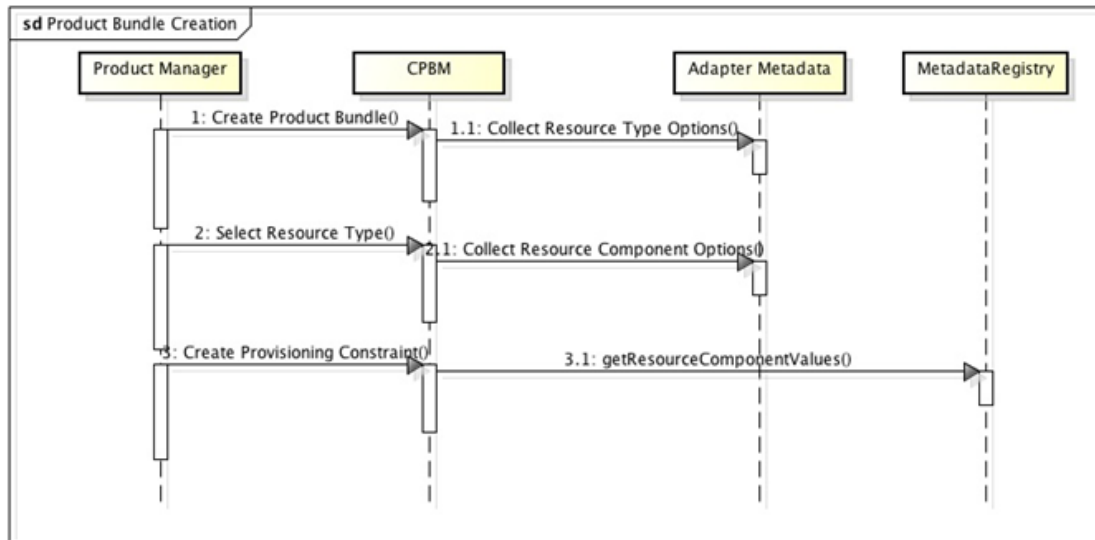 sd Product Bundle Creation
Product Manager
CPBM
Adapter Metadata
MetadataRegistry
1: Create Product Bundle()
1.1: Collect Resource Type Options()
2: Select Resource Type()
2.1: Collect Resource Component Options()
3: Create Provisioning Constraint()
3.1: getResourceComponentValues()